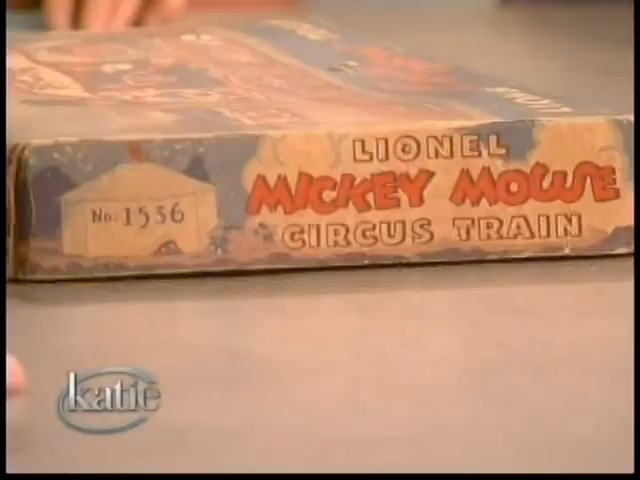 LIONEL
MICKEY MOUSE
CIRCUS TRAIN
No. 1536
katie